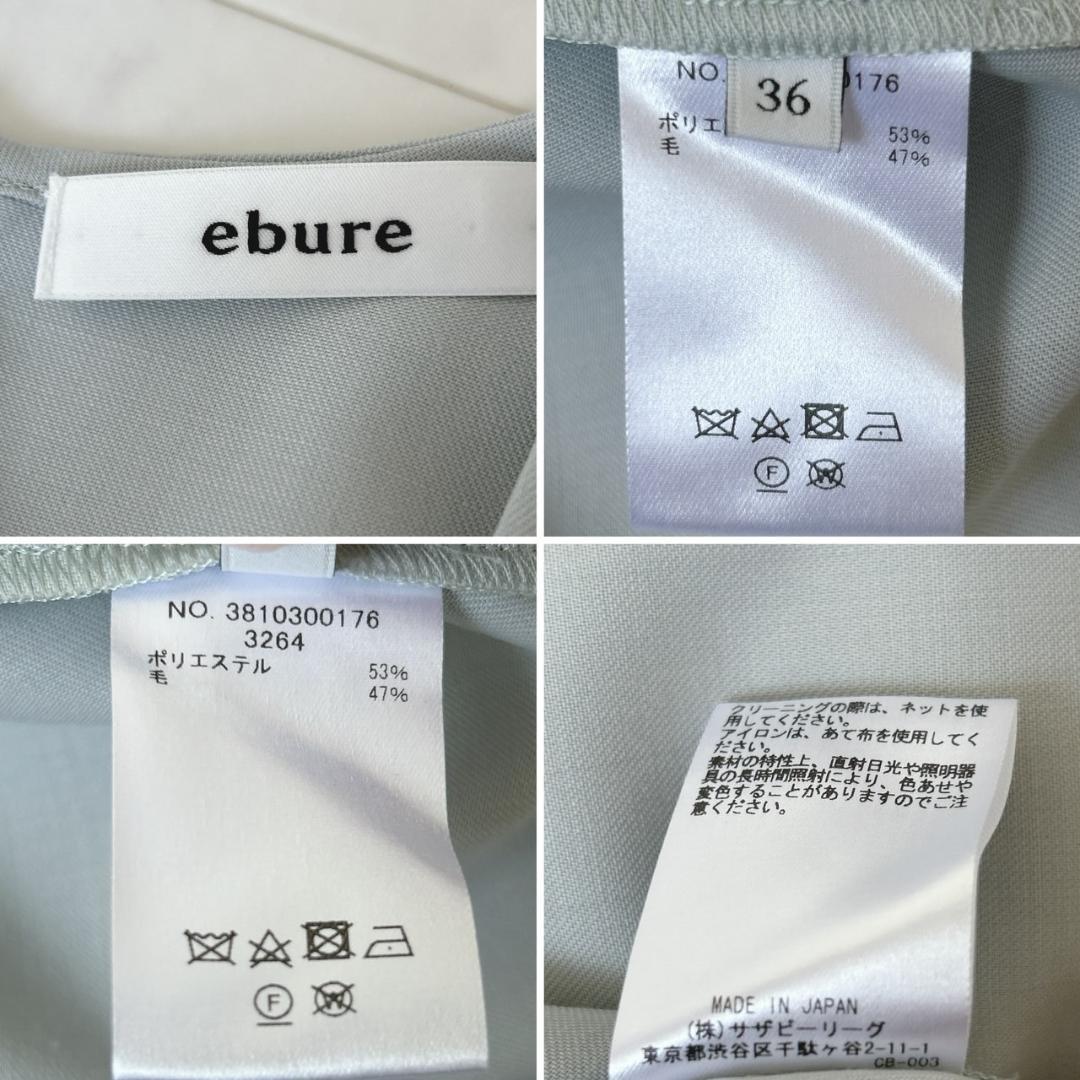 ebure
NO. 0176
36
ポリエ 53%
毛 47%
F
W
NO. 3810300176
3264
ポリエステル 53%
毛 47%
F
W
クリーニングの際は、ネットを使
用してください。
アイロンは、あて布を使用してく
ださい。
素材の特性上、直射日光や照明器
具の長時間照射により、色あせや
変色することがありますのでご注
意ください。
MADE IN JAPAN
(株)サザビーリーグ
東京都渋谷区千駄ヶ谷2-11-1
CB-003